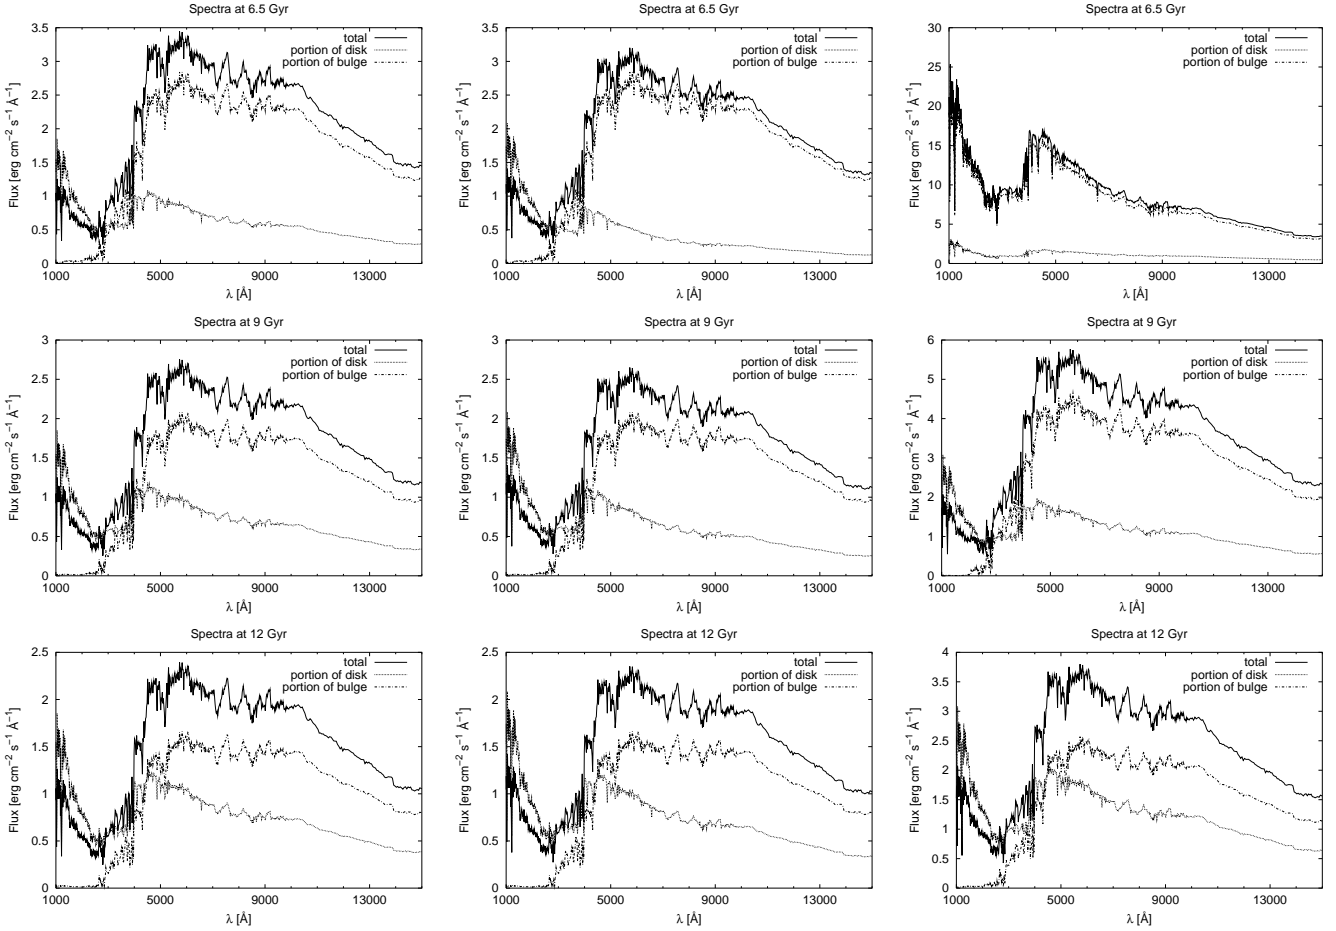 Spectra at 6.5 Gyr
3.5
3
2.5
2
1.5
1
0.5
0
Flux [erg cm−2 s−1 Å−1]
total
portion of disk
portion of bulge
1000 5000 9000 13000
λ [Å]
Spectra at 6.5 Gyr
3.5
3
2.5
2
1.5
1
0.5
0
Flux [erg cm−2 s−1 Å−1]
total
portion of disk
portion of bulge
1000 5000 9000 13000
λ [Å]
Spectra at 6.5 Gyr
30
25
20
15
10
5
0
Flux [erg cm−2 s−1 Å−1]
total
portion of disk
portion of bulge
1000 5000 9000 13000
λ [Å]
Spectra at 9 Gyr
3
2.5
2
1.5
1
0.5
0
Flux [erg cm−2 s−1 Å−1]
total
portion of disk
portion of bulge
1000 5000 9000 13000
λ [Å]
Spectra at 9 Gyr
3
2.5
2
1.5
1
0.5
0
Flux [erg cm−2 s−1 Å−1]
total
portion of disk
portion of bulge
1000 5000 9000 13000
λ [Å]
Spectra at 9 Gyr
6
5
4
3
2
1
0
Flux [erg cm−2 s−1 Å−1]
total
portion of disk
portion of bulge
1000 5000 9000 13000
λ [Å]
Spectra at 12 Gyr
2.5
2
1.5
1
0.5
0
Flux [erg cm−2 s−1 Å−1]
total
portion of disk
portion of bulge
1000 5000 9000 13000
λ [Å]
Spectra at 12 Gyr
2.5
2
1.5
1
0.5
0
Flux [erg cm−2 s−1 Å−1]
total
portion of disk
portion of bulge
1000 5000 9000 13000
λ [Å]
Spectra at 12 Gyr
4
3.5
3
2.5
2
1.5
1
0.5
0
Flux [erg cm−2 s−1 Å−1]
total
portion of disk
portion of bulge
1000 5000 9000 13000
λ [Å]